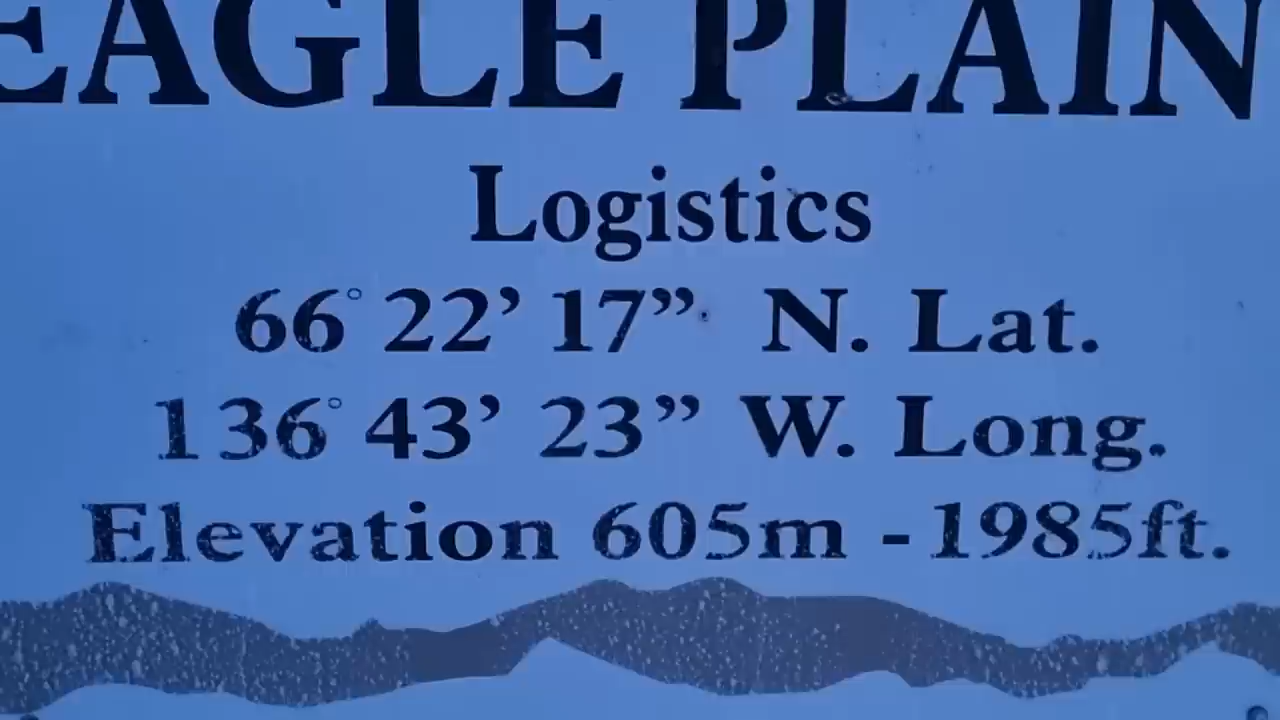 EAGLE PLAIN
Logistics
66° 22’ 17” N. Lat.
136° 43’ 23” W. Long.
Elevation 605m - 1985ft.